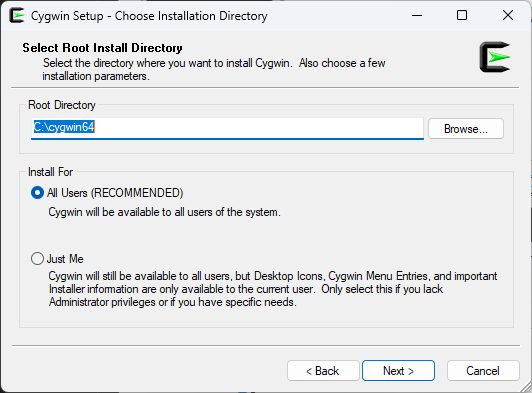 Cygwin Setup - Choose Installation Directory
Select Root Install Directory
Select the directory where you want to install Cygwin. Also choose a few
installation parameters.
Root Directory
C:\cygwin64
Browse...
Install For
All Users (RECOMMENDED)
Cygwin will be available to all users of the system.
Just Me
Cygwin will still be available to all users, but Desktop Icons, Cygwin Menu Entries, and important
Installer information are only available to the current user. Only select this if you lack
Administrator privileges or if you have specific needs.
< Back
Next >
Cancel